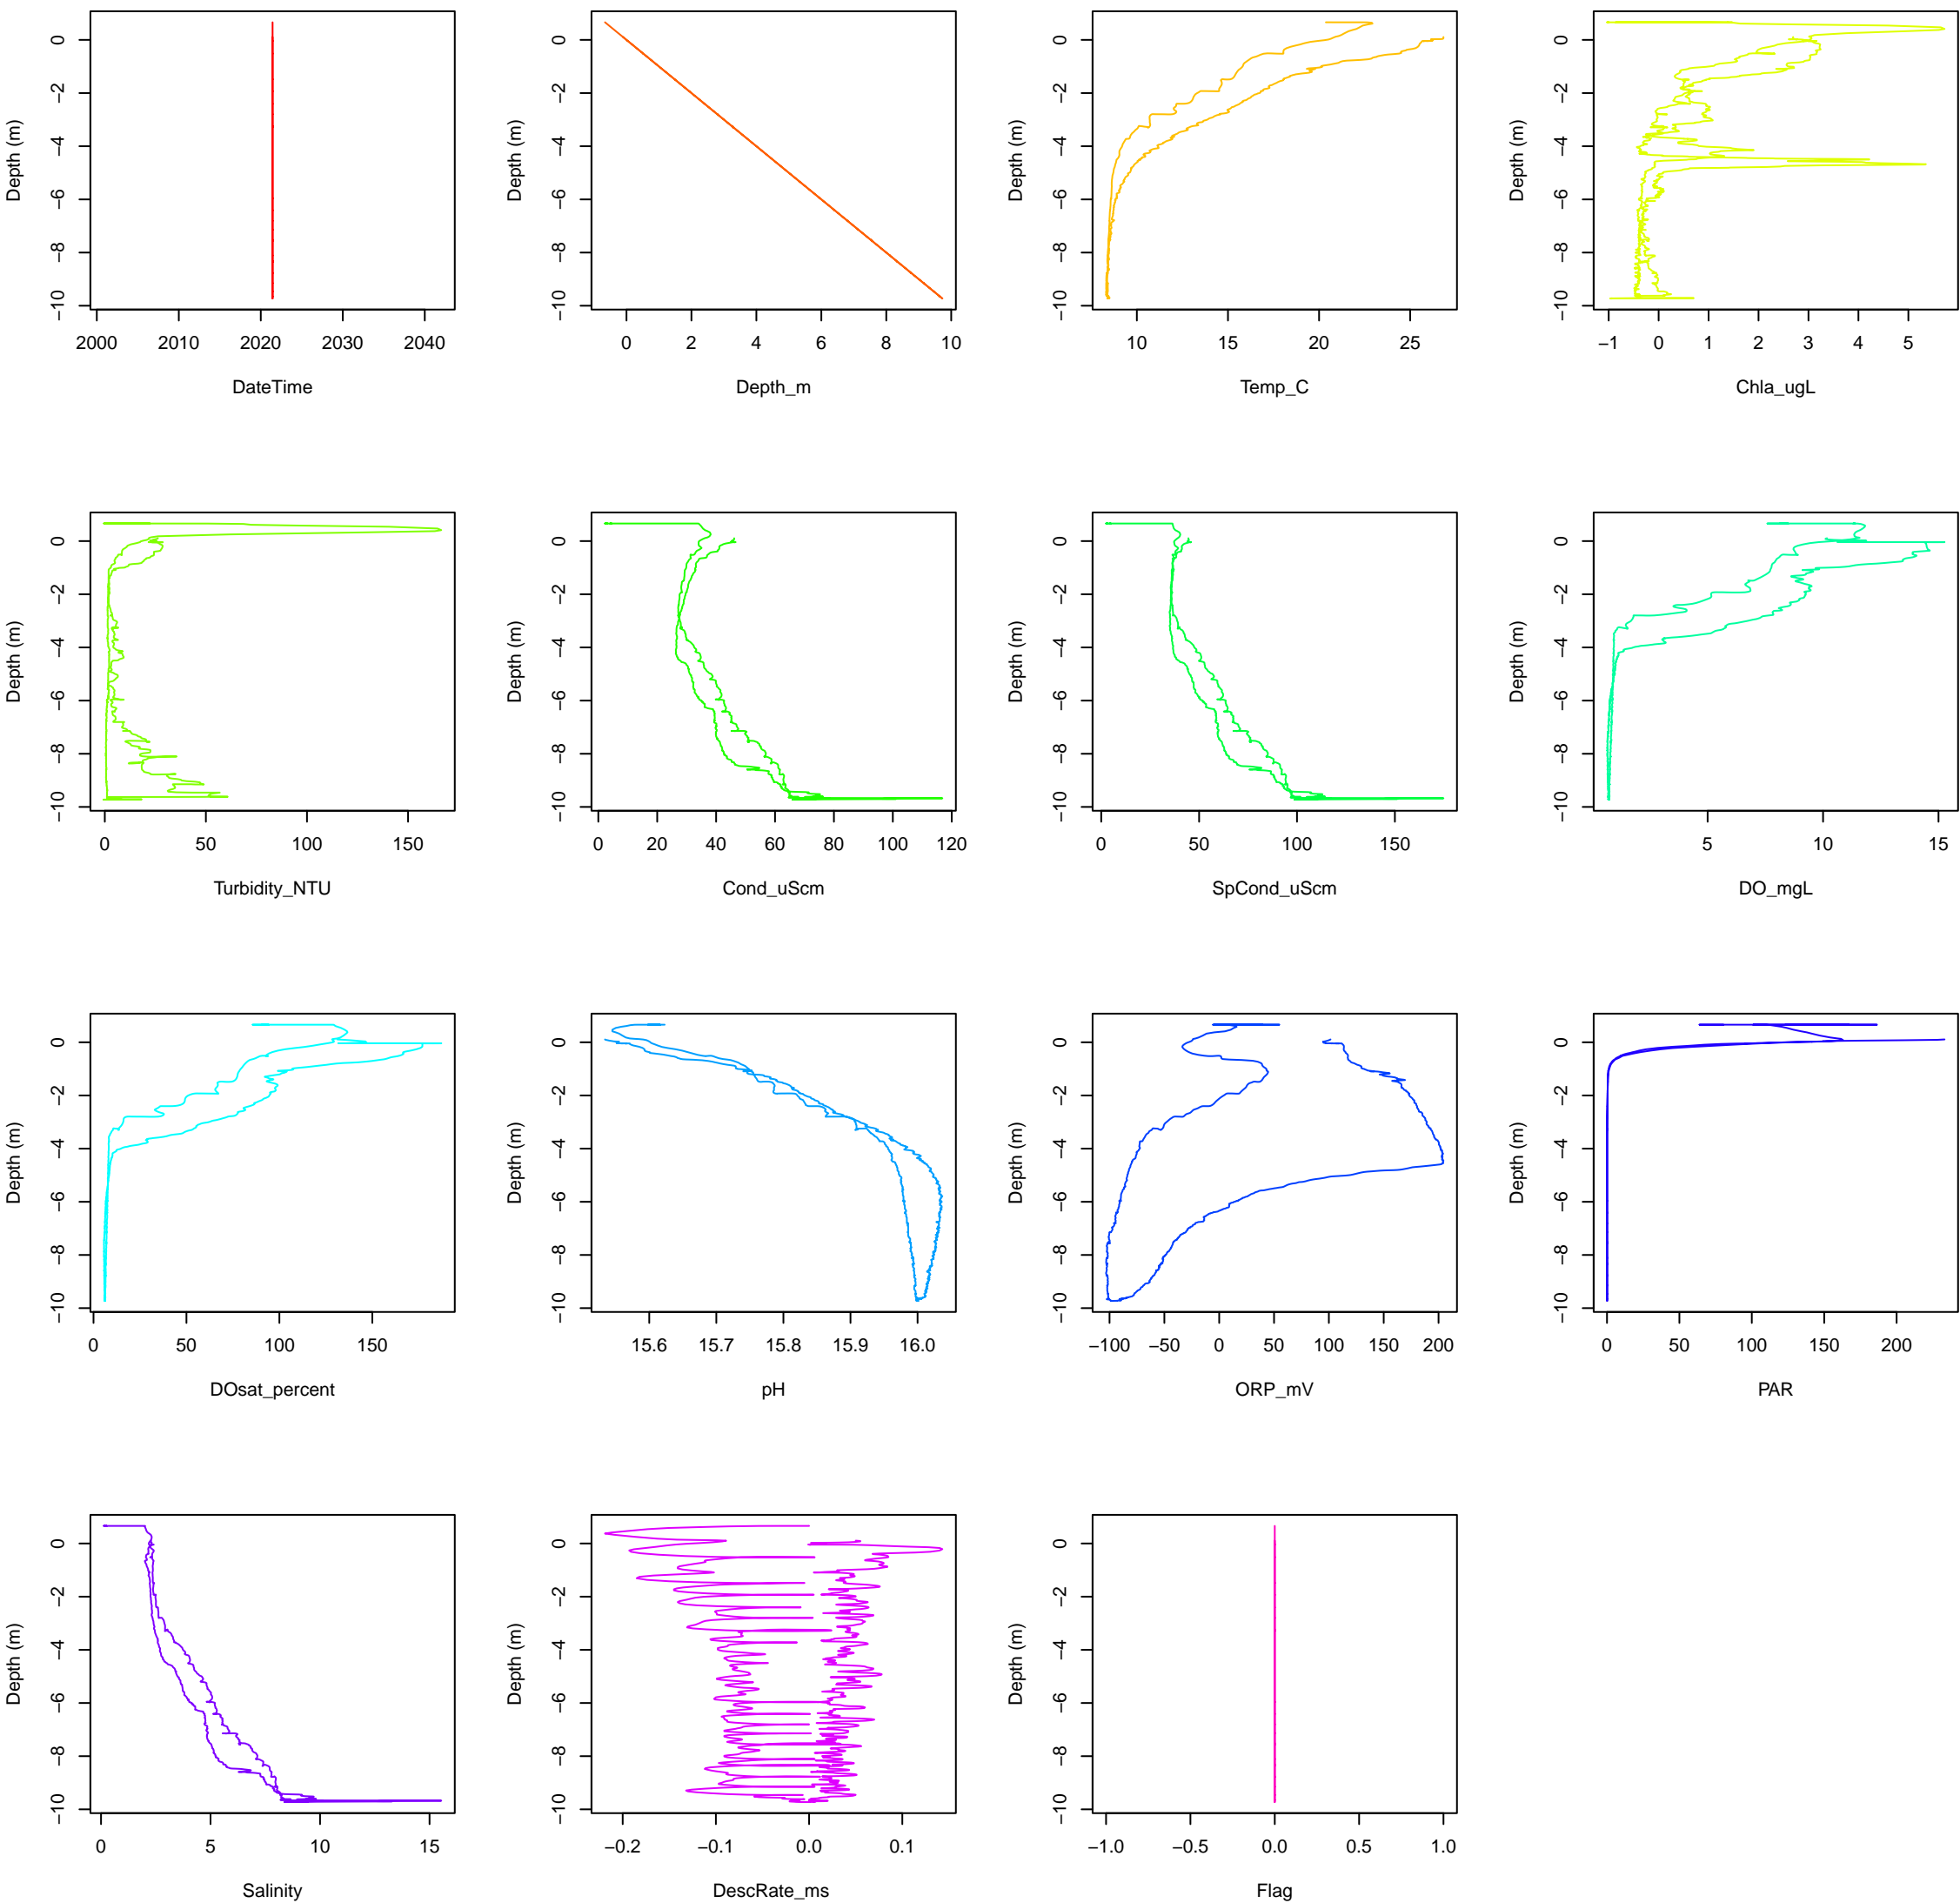 Depth (m)
0
−2
−4
−6
−8
−10
2000 2010 2020 2030 2040
DateTime
Depth (m)
0
−2
−4
−6
−8
−10
0 2 4 6 8 10
Depth_m
Depth (m)
0
−2
−4
−6
−8
−10
10 15 20 25
Temp_C
Depth (m)
0
−2
−4
−6
−8
−10
−1 0 1 2 3 4 5
Chla_ugL
Depth (m)
0
−2
−4
−6
−8
−10
0 50 100 150
Turbidity_NTU
Depth (m)
0
−2
−4
−6
−8
−10
0 20 40 60 80 100 120
Cond_uScm
Depth (m)
0
−2
−4
−6
−8
−10
0 50 100 150
SpCond_uScm
Depth (m)
0
−2
−4
−6
−8
−10
5 10 15
DO_mgL
Depth (m)
0
−2
−4
−6
−8
−10
0 50 100 150
DOsat_percent
Depth (m)
0
−2
−4
−6
−8
−10
15.6 15.7 15.8 15.9 16.0
pH
Depth (m)
0
−2
−4
−6
−8
−10
−100 −50 0 50 100 150 200
ORP_mV
Depth (m)
0
−2
−4
−6
−8
−10
0 50 100 150 200
PAR
Depth (m)
0
−2
−4
−6
−8
−10
0 5 10 15
Salinity
Depth (m)
0
−2
−4
−6
−8
−10
−0.2 −0.1 0.0 0.1
DescRate_ms
Depth (m)
0
−2
−4
−6
−8
−10
−1.0 −0.5 0.0 0.5 1.0
Flag